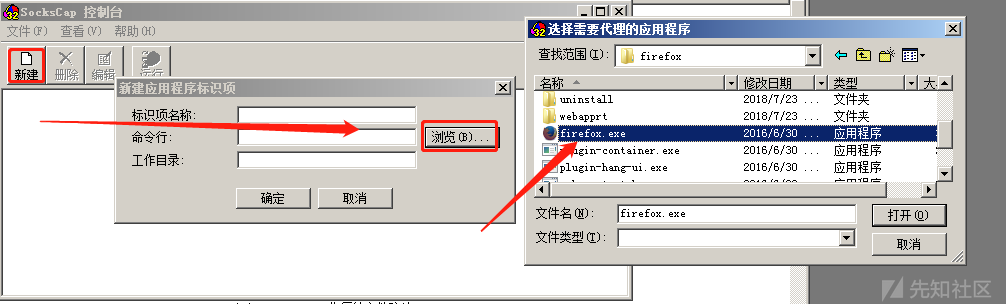 SocksCap 控制台
文件(F) 查看(V) 帮助(H)
新建 删除 编辑 运行
新建应用程序标识项
标识项名称:
命令行:
浏览(B)...
工作目录:
确定 取消
选择需要代理的应用程序
查找范围(I): firefox
名称 修改日期 类型 大
uninstall 2018/7/23 ... 文件夹
webapprt 2018/7/23 ... 文件夹
firefox.exe 2016/6/30 ... 应用程序
plugin-container.exe 2016/6/30 ... 应用程序
plugin-hang-ui.exe 2016/6/30 ... 应用程序
文件名(N): firefox.exe 打开(O)
文件类型(T): 取消
先知社区